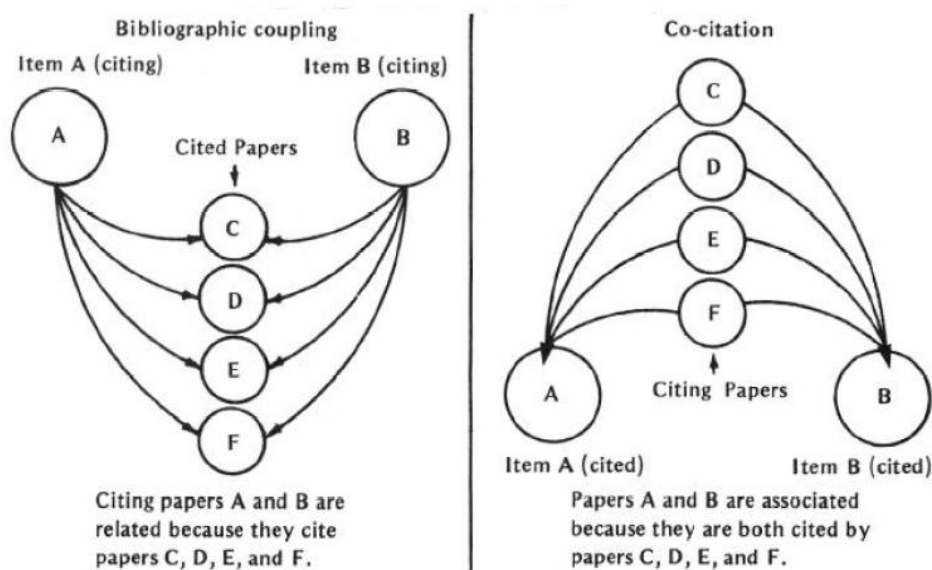 Bibliographic coupling
Item A (citing)
Item B (citing)
A
B
Cited Papers
C
D
E
F
Citing papers A and B are
related because they cite
papers C, D, E, and F.
Co-citation
C
D
E
F
A
Citing Papers
B
Item A (cited)
Item B (cited)
Papers A and B are associated
because they are both cited by
papers C, D, E, and F.